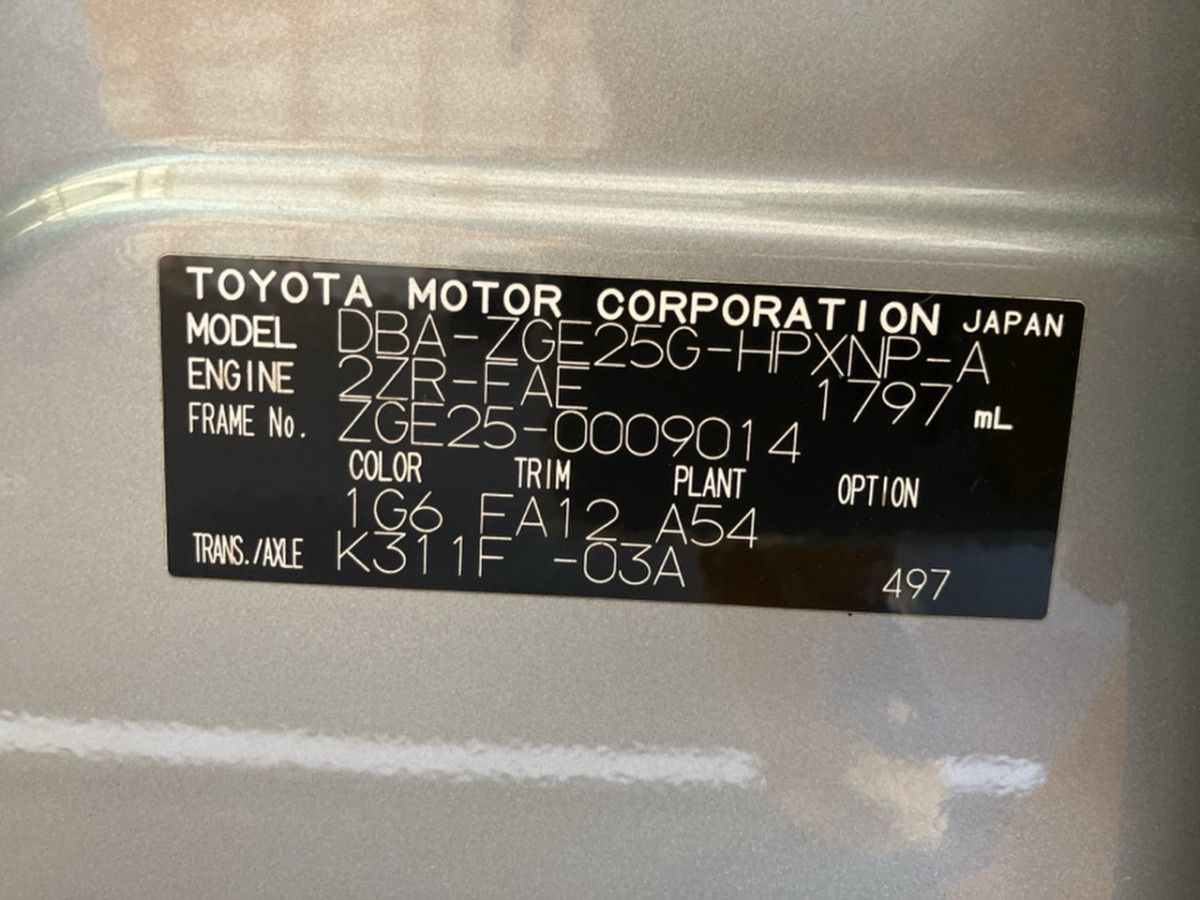 TOYOTA MOTOR CORPORATION JAPAN
MODEL DBA-ZGE25G-HPXNP-A
ENGINE 2ZR-FAE 1797 mL
FRAME No. ZGE25-0009014
COLOR TRIM PLANT OPTION
1G6 FA12 A54
TRANS./AXLE K311F -03A 497